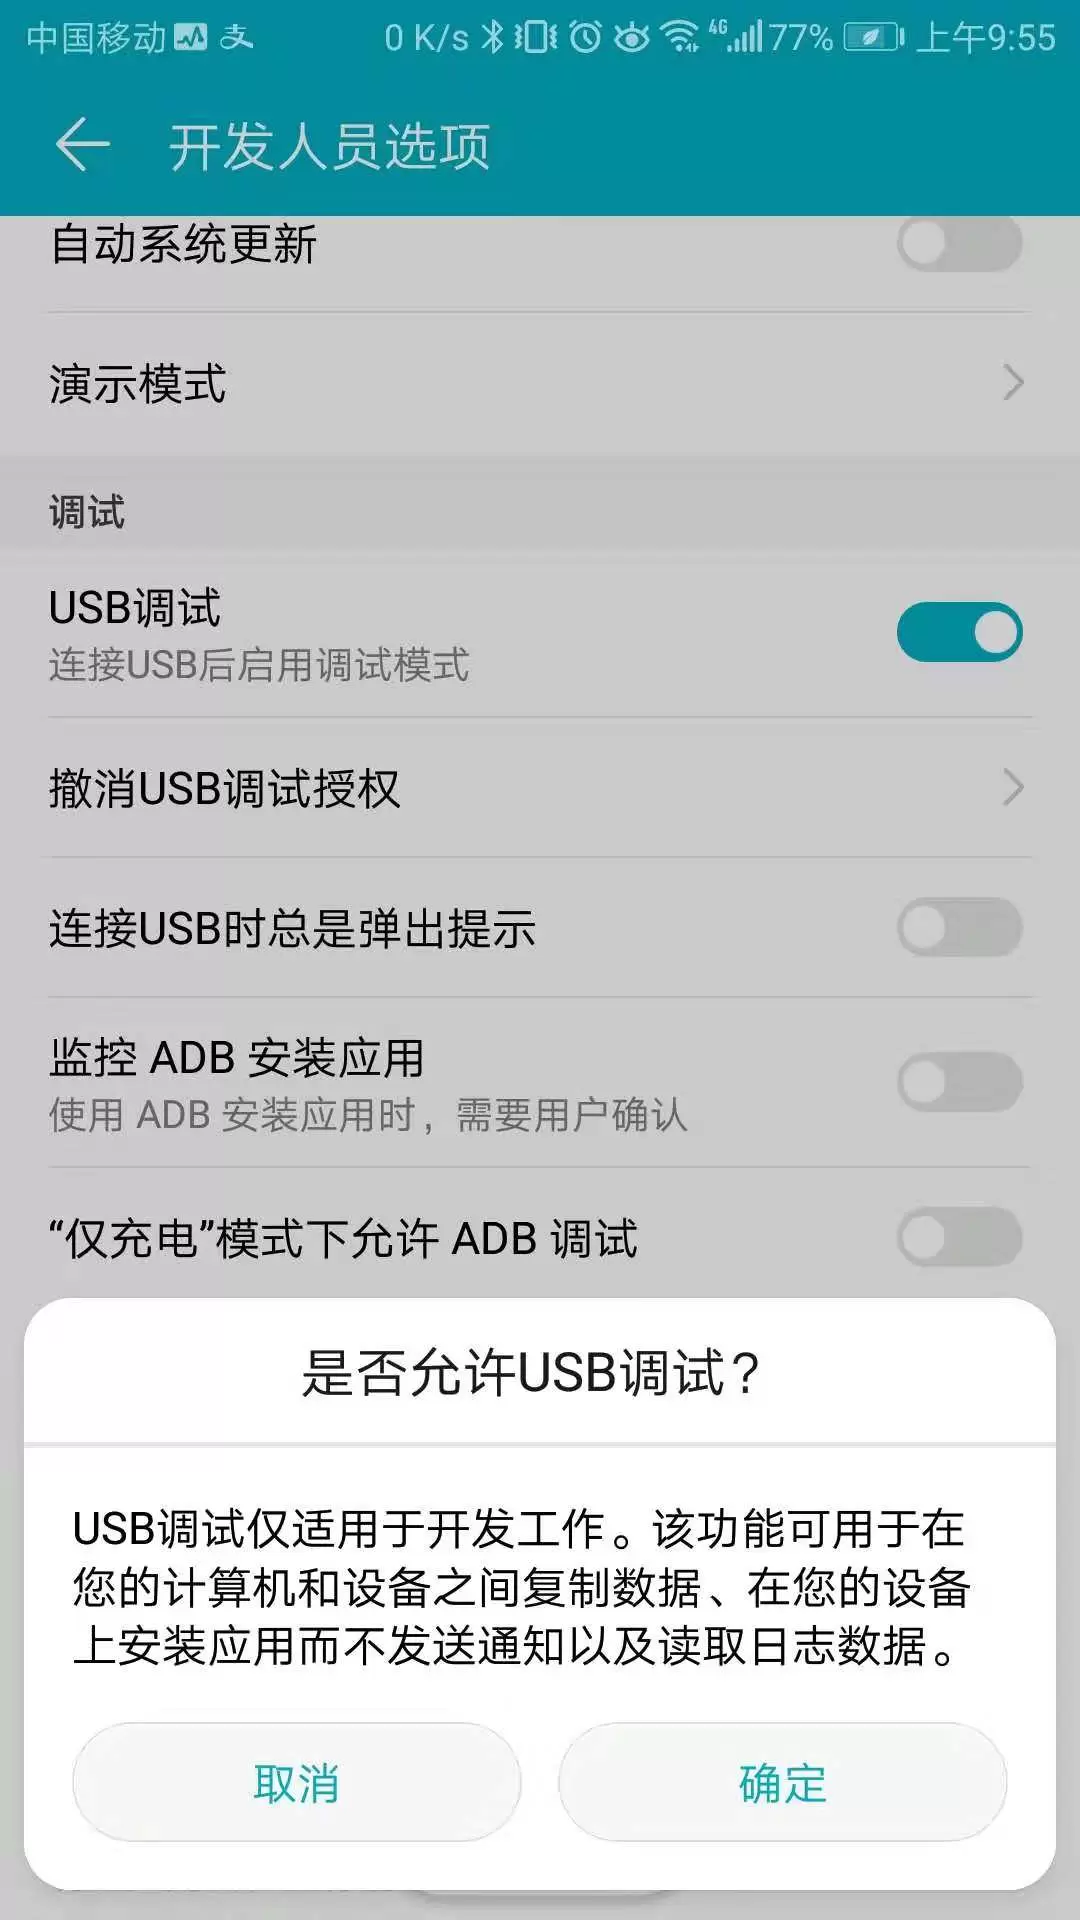 中国移动 0 K/s 4G 77% 上午9:55
开发人员选项
自动系统更新
演示模式
调试
USB调试
连接USB后启用调试模式
撤消USB调试授权
连接USB时总是弹出提示
监控 ADB 安装应用
使用 ADB 安装应用时，需要用户确认
“仅充电”模式下允许 ADB 调试
是否允许USB调试？
USB调试仅适用于开发工作。该功能可用于在
您的计算机和设备之间复制数据、在您的设备
上安装应用而不发送通知以及读取日志数据。
取消 确定